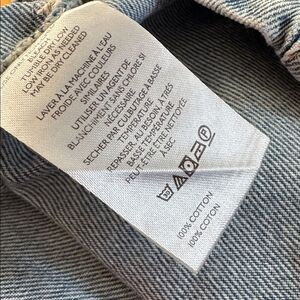 TUMBLE DRY LOW
LOW IRON AS NEEDED
MAY BE DRY CLEANED
LAVER À LA MACHINE À L'EAU
FROIDE AVEC COULEURS
SIMILAIRES
UTILISER UN AGENT DE
BLANCHIMENT SANS CHLORE SI
NÉCESSAIRE
SÉCHER PAR CULBUTAGE À BASSE
TEMPÉRATURE
REPASSER, AU BESOIN, À TRÈS
BASSE TEMPÉRATURE
PEUT-ÊTRE ÊTRE NETTOYÉE
À SEC
100% COTTON
100% COTON